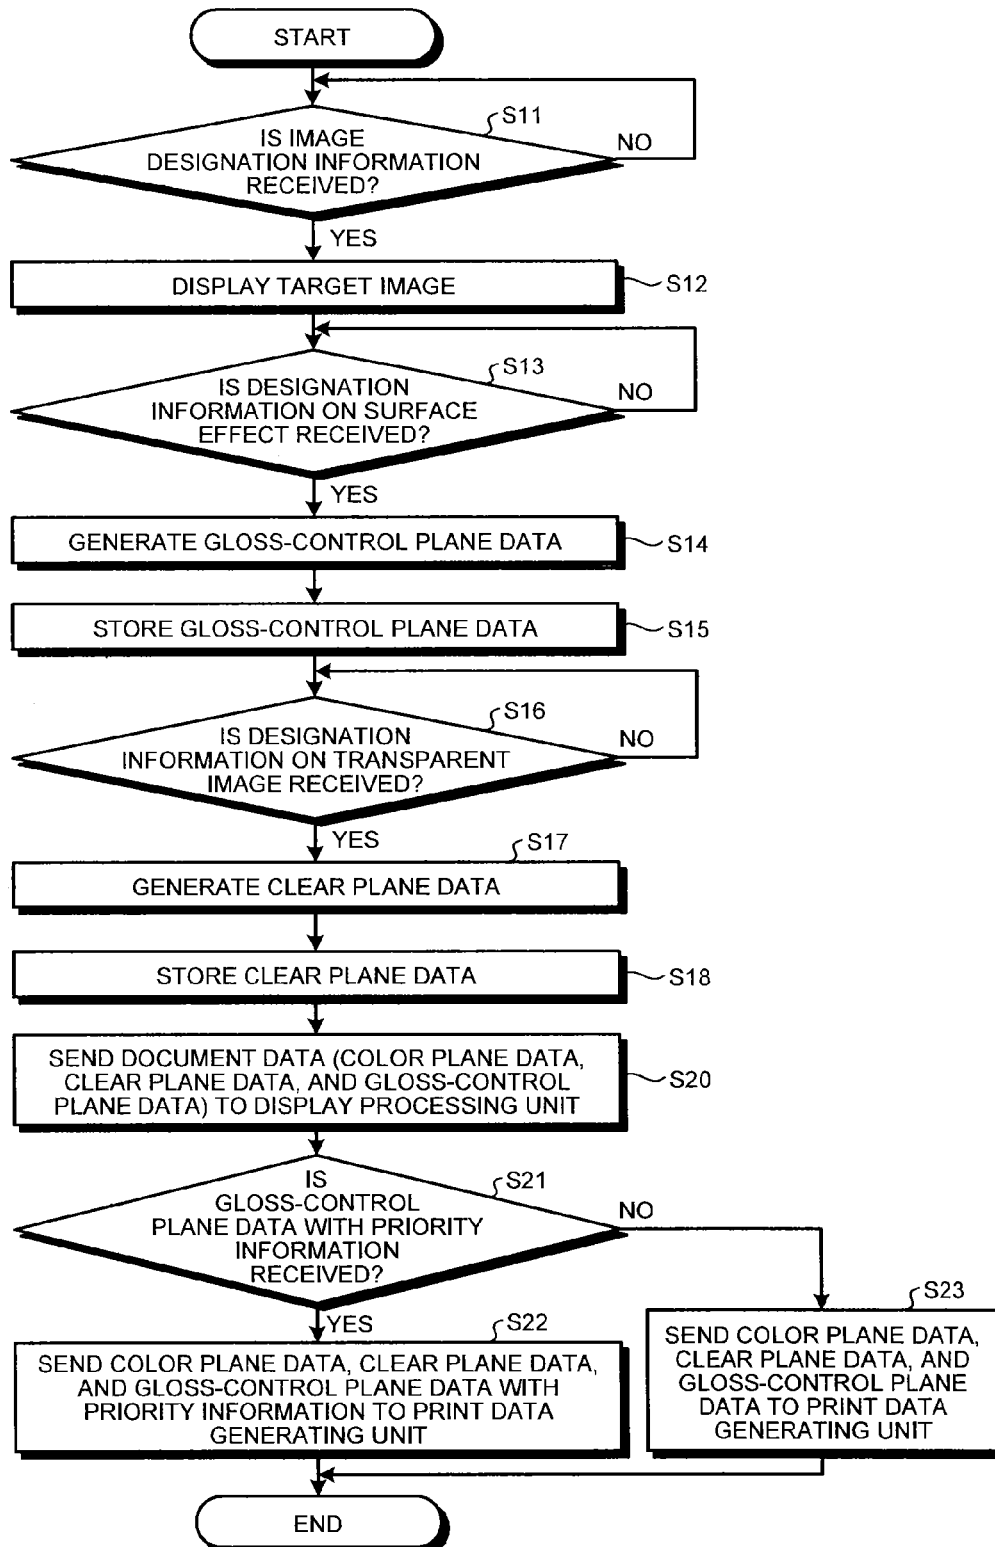 START
S11
IS IMAGE
DESIGNATION INFORMATION
RECEIVED?
NO
YES
DISPLAY TARGET IMAGE
S12
S13
IS DESIGNATION
INFORMATION ON SURFACE
EFFECT RECEIVED?
NO
YES
GENERATE GLOSS-CONTROL PLANE DATA
S14
STORE GLOSS-CONTROL PLANE DATA
S15
S16
IS DESIGNATION
INFORMATION ON TRANSPARENT
IMAGE RECEIVED?
NO
YES
S17
GENERATE CLEAR PLANE DATA
STORE CLEAR PLANE DATA
S18
SEND DOCUMENT DATA (COLOR PLANE DATA,
CLEAR PLANE DATA, AND GLOSS-CONTROL
PLANE DATA) TO DISPLAY PROCESSING UNIT
S20
S21
IS
GLOSS-CONTROL
PLANE DATA WITH PRIORITY
INFORMATION
RECEIVED?
NO
YES
S22
SEND COLOR PLANE DATA, CLEAR PLANE DATA,
AND GLOSS-CONTROL PLANE DATA WITH
PRIORITY INFORMATION TO PRINT DATA
GENERATING UNIT
S23
SEND COLOR PLANE DATA,
CLEAR PLANE DATA, AND
GLOSS-CONTROL PLANE
DATA TO PRINT DATA
GENERATING UNIT
END